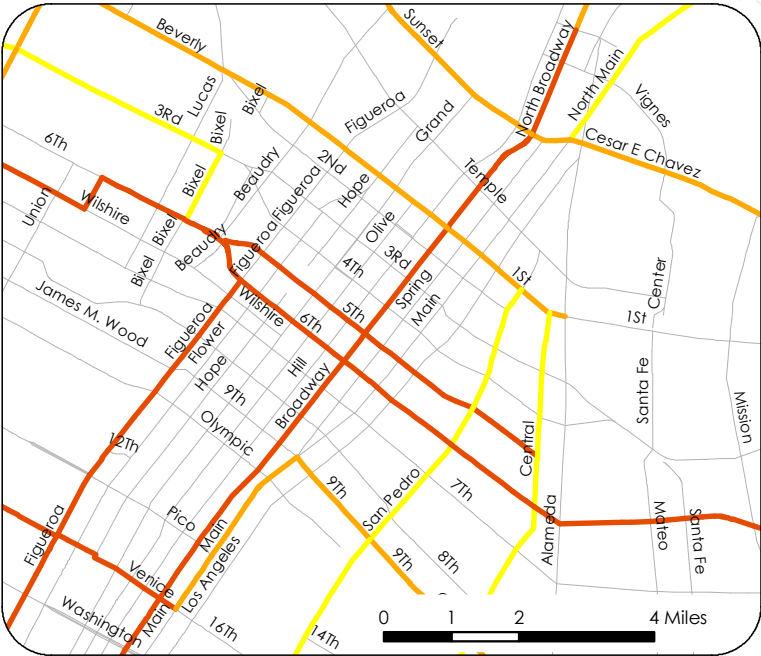 Beverly
Sunset
North Broadway
North Main
Lucas
Bixel
3Rd
Bixel
Figueroa
Grand
Vignes
Cesar E Chavez
6Th
2Nd
Beaudry
Temple
Bixel
Figueroa
Hope
Union
Wilshire
Bixel
Olive
Beaudry
Figueroa
3Rd
4Th
Bixel
Spring
1St
Center
Main
James M. Wood
Wilshire
5Th
6Th
1St
Figueroa
Flower
Hope
Hill
9Th
Broadway
Santa Fe
Mission
Olympic
12Th
Central
9Th
San Pedro
7Th
Pico
Main
Alameda
Mateo
Santa Fe
Figueroa
Los Angeles
9Th
8Th
Venice
Main
Washington
16Th
14Th
0 1 2 4 Miles